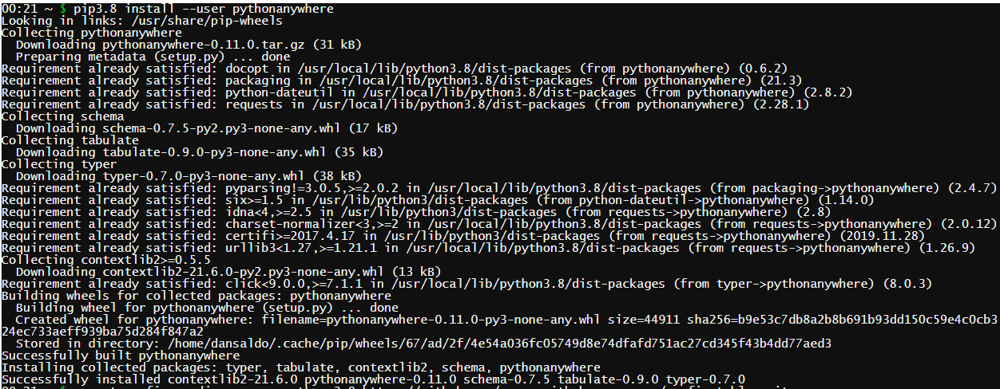 00:21 ~ $ pip3.8 install --user pythonanywhere
Looking in links: /usr/share/pip-wheels
Collecting pythonanywhere
  Downloading pythonanywhere-0.11.0.tar.gz (31 kB)
  Preparing metadata (setup.py) ... done
Requirement already satisfied: docopt in /usr/local/lib/python3.8/dist-packages (from pythonanywhere) (0.6.2)
Requirement already satisfied: packaging in /usr/local/lib/python3.8/dist-packages (from pythonanywhere) (21.3)
Requirement already satisfied: python-dateutil in /usr/local/lib/python3.8/dist-packages (from pythonanywhere) (2.8.2)
Requirement already satisfied: requests in /usr/local/lib/python3.8/dist-packages (from pythonanywhere) (2.28.1)
Collecting schema
  Downloading schema-0.7.5-py2.py3-none-any.whl (17 kB)
Collecting tabulate
  Downloading tabulate-0.9.0-py3-none-any.whl (35 kB)
Collecting typer
  Downloading typer-0.7.0-py3-none-any.whl (38 kB)
Requirement already satisfied: pyparsing!=3.0.5,>=2.0.2 in /usr/local/lib/python3.8/dist-packages (from packaging->pythonanywhere) (2.4.7)
Requirement already satisfied: six>=1.5 in /usr/lib/python3/dist-packages (from python-dateutil->pythonanywhere) (1.14.0)
Requirement already satisfied: idna<4,>=2.5 in /usr/lib/python3/dist-packages (from requests->pythonanywhere) (2.8)
Requirement already satisfied: charset-normalizer<3,>=2 in /usr/local/lib/python3.8/dist-packages (from requests->pythonanywhere) (2.0.12)
Requirement already satisfied: certifi>=2017.4.17 in /usr/lib/python3/dist-packages (from requests->pythonanywhere) (2019.11.28)
Requirement already satisfied: urllib3<1.27,>=1.21.1 in /usr/local/lib/python3.8/dist-packages (from requests->pythonanywhere) (1.26.9)
Collecting contextlib2>=0.5.5
  Downloading contextlib2-21.6.0-py2.py3-none-any.whl (13 kB)
Requirement already satisfied: click<9.0.0,>=7.1.1 in /usr/local/lib/python3.8/dist-packages (from typer->pythonanywhere) (8.0.3)
Building wheels for collected packages: pythonanywhere
  Building wheel for pythonanywhere (setup.py) ... done
  Created wheel for pythonanywhere: filename=pythonanywhere-0.11.0-py3-none-any.whl size=44911 sha256=b9e53c7db8a2b8b691b93dd150c59e4c0cb3
24ec733aeff939ba75d284f847a2
  Stored in directory: /home/dansaldo/.cache/pip/wheels/67/ad/2f/4e54a036fc05749d8e74dfafd751ac27cd345f43b4dd77aed3
Successfully built pythonanywhere
Installing collected packages: typer, tabulate, contextlib2, schema, pythonanywhere
Successfully installed contextlib2-21.6.0 pythonanywhere-0.11.0 schema-0.7.5 tabulate-0.9.0 typer-0.7.0